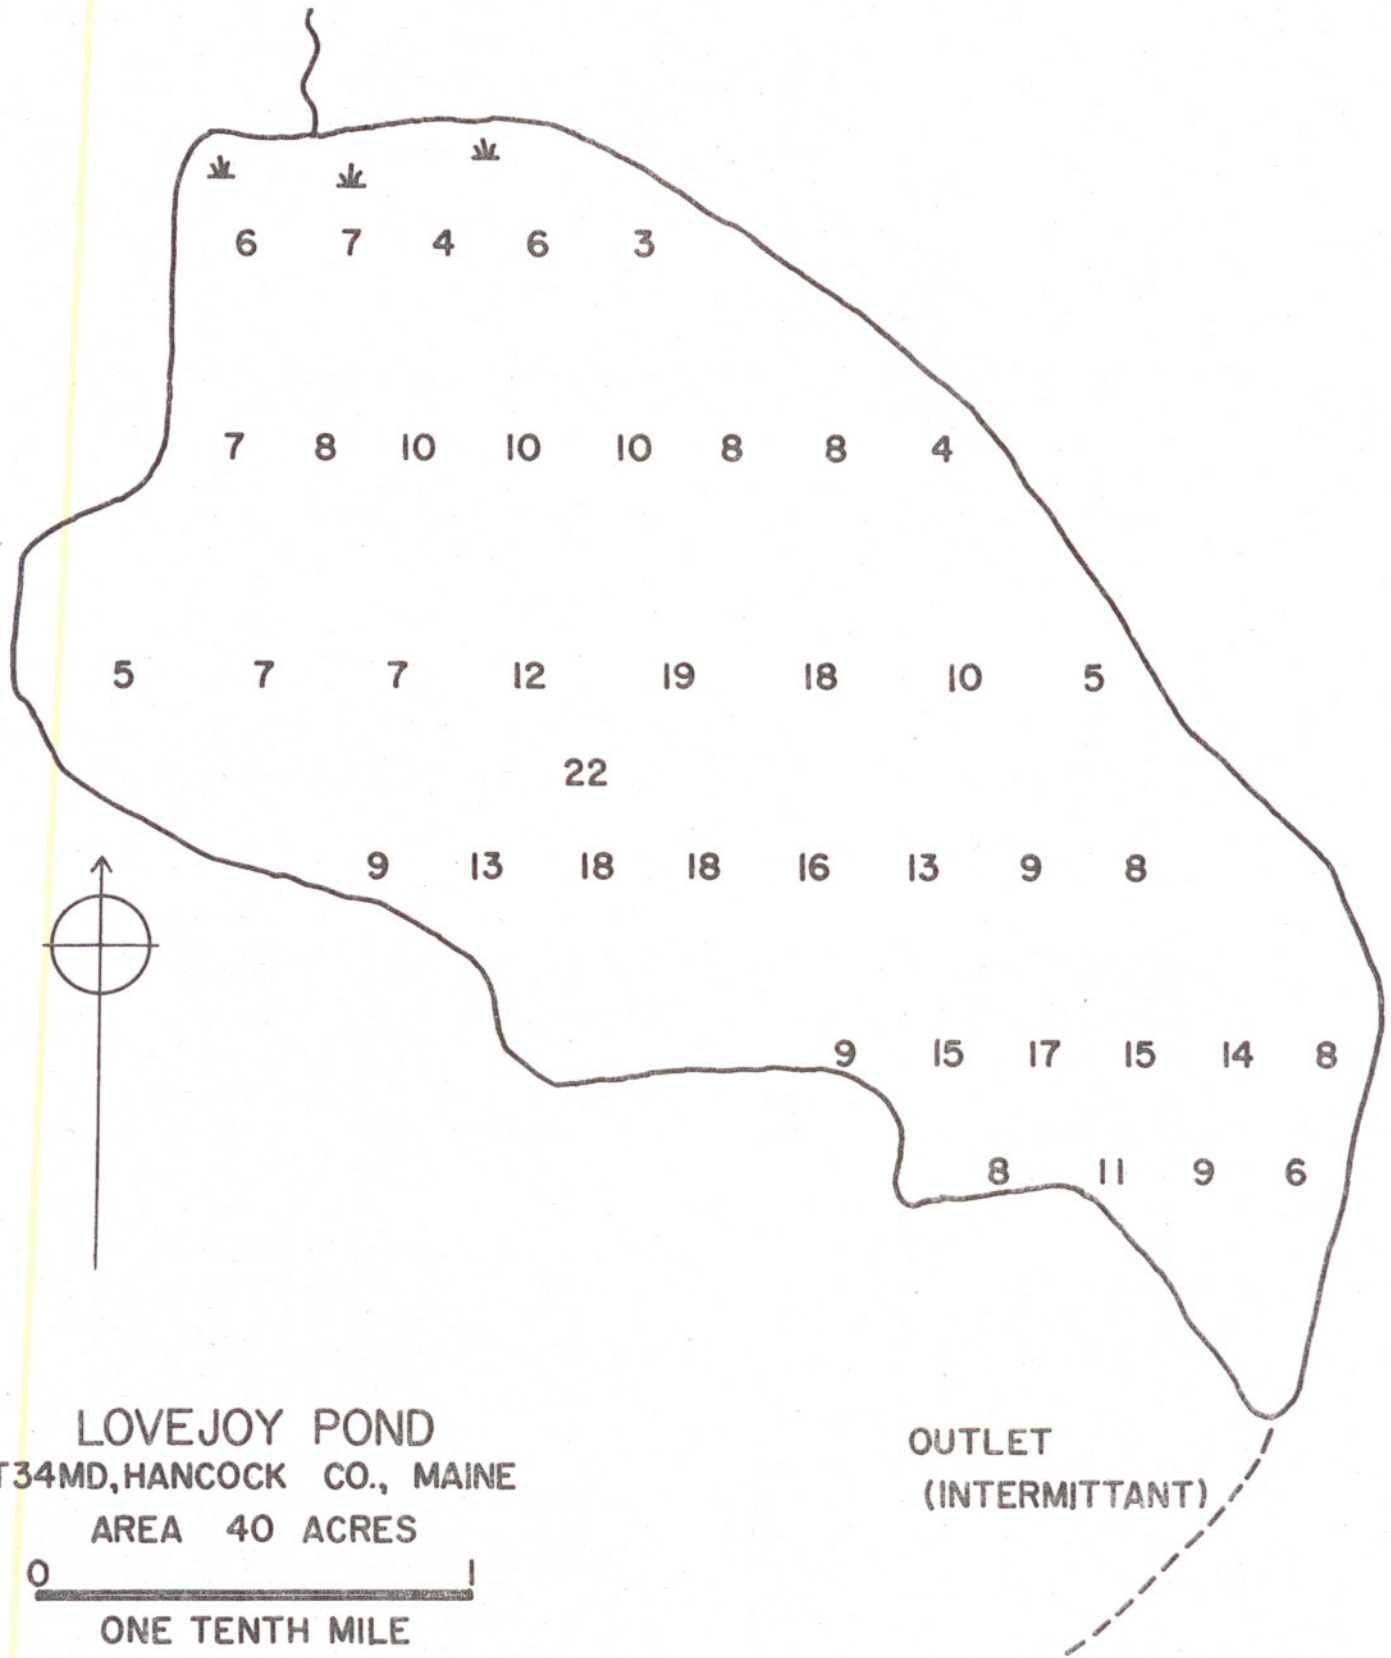 6 7 4 6 3
7 8 10 10 10 8 8 4
5 7 7 12 19 18 10 5
22
9 13 18 18 16 13 9 8
9 15 17 15 14 8
8 11 9 6
LOVEJOY POND
T34MD, HANCOCK CO., MAINE
AREA 40 ACRES
0 1
ONE TENTH MILE
OUTLET
(INTERMITTANT)